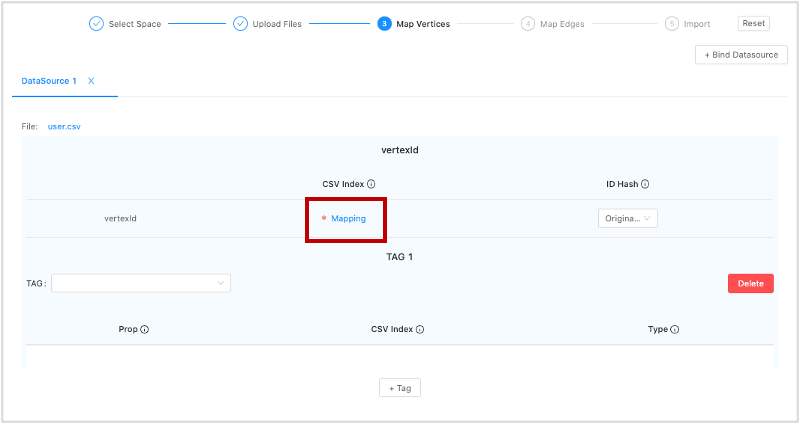 Select Space Upload Files 3 Map Vertices 4 Map Edges 5 Import Reset
+ Bind Datasource
DataSource 1 X
File: user.csv
vertexId
CSV Index ID Hash
vertexId * Mapping Origina...
TAG 1
TAG: Delete
Prop CSV Index Type
+ Tag